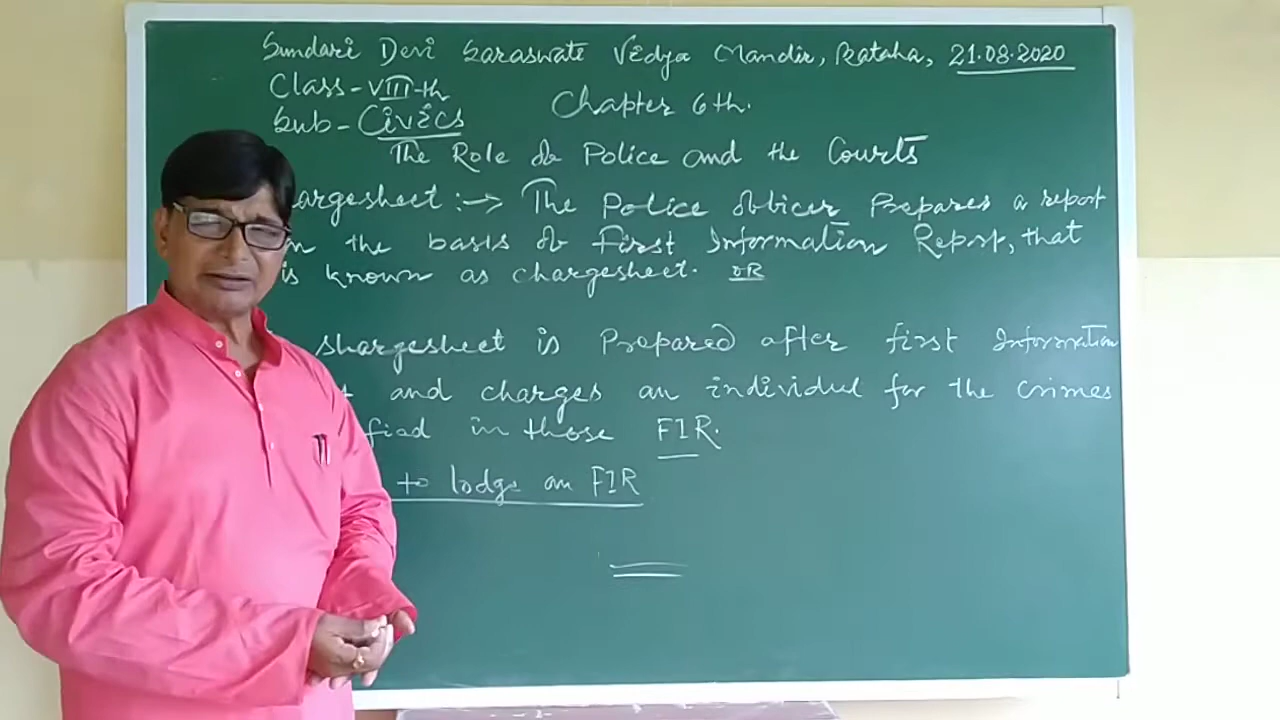 Sundari Devi Saraswati Vidya Mandir, Rataha, 21.08.2020
Class-VIII-th
Chapter 6th.
Sub-Civics
The Role of Police and the Courts
argesheet :→ The Police officer Prepares a report
n the basis of First Information Report, that
is known as chargesheet. OR
shargesheet is Prepared after first Information
t and charges an individul for the crimes
fied in those FIR.
to lodge an FIR